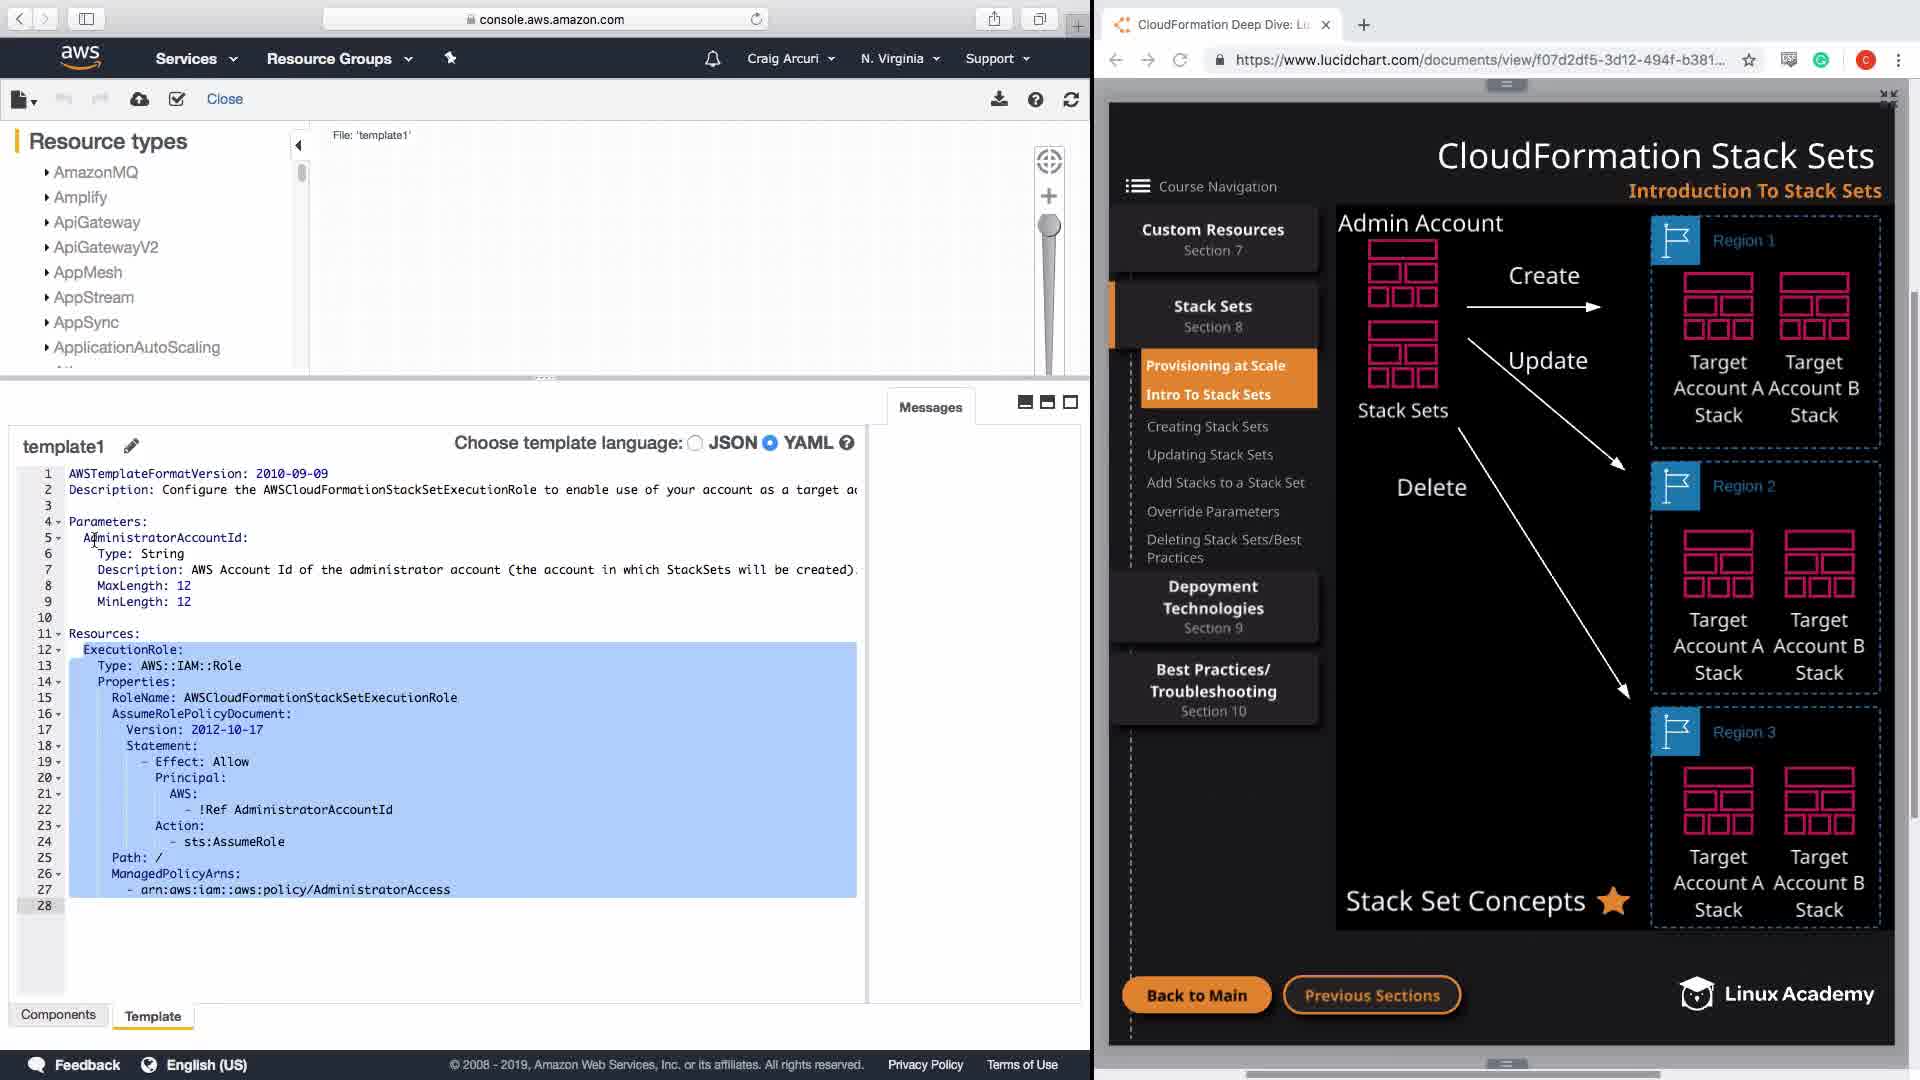 console.aws.amazon.com
aws
Services
Resource Groups
Craig Arcuri
N. Virginia
Support
Close
Resource types
AmazonMQ
Amplify
ApiGateway
ApiGatewayV2
AppMesh
AppStream
AppSync
ApplicationAutoScaling
File: 'template1'
Messages
template1
Choose template language: JSON YAML
1 AWSTemplateFormatVersion: 2010-09-09
2 Description: Configure the AWSCloudFormationStackSetExecutionRole to enable use of your account as a target ac
3
4 Parameters:
5 AdministratorAccountId:
6 Type: String
7 Description: AWS Account Id of the administrator account (the account in which StackSets will be created).
8 MaxLength: 12
9 MinLength: 12
10
11 Resources:
12 ExecutionRole:
13 Type: AWS::IAM::Role
14 Properties:
15 RoleName: AWSCloudFormationStackSetExecutionRole
16 AssumeRolePolicyDocument:
17 Version: 2012-10-17
18 Statement:
19 - Effect: Allow
20 Principal:
21 AWS:
22 - !Ref AdministratorAccountId
23 Action:
24 - sts:AssumeRole
25 Path: /
26 ManagedPolicyArns:
27 - arn:aws:iam::aws:policy/AdministratorAccess
28
Components
Template
Feedback
English (US)
© 2008 - 2019, Amazon Web Services, Inc. or its affiliates. All rights reserved.
Privacy Policy
Terms of Use
CloudFormation Deep Dive: Lu
https://www.lucidchart.com/documents/view/f07d2df5-3d12-494f-b381...
C
CloudFormation Stack Sets
Introduction To Stack Sets
Course Navigation
Custom Resources
Section 7
Stack Sets
Section 8
Provisioning at Scale
Intro To Stack Sets
Creating Stack Sets
Updating Stack Sets
Add Stacks to a Stack Set
Override Parameters
Deleting Stack Sets/Best
Practices
Depoyment
Technologies
Section 9
Best Practices/
Troubleshooting
Section 10
Admin Account
Stack Sets
Create
Update
Delete
Region 1
Target
Account A
Stack
Target
Account B
Stack
Region 2
Target
Account A
Stack
Target
Account B
Stack
Region 3
Target
Account A
Stack
Target
Account B
Stack
Stack Set Concepts
Back to Main
Previous Sections
Linux Academy